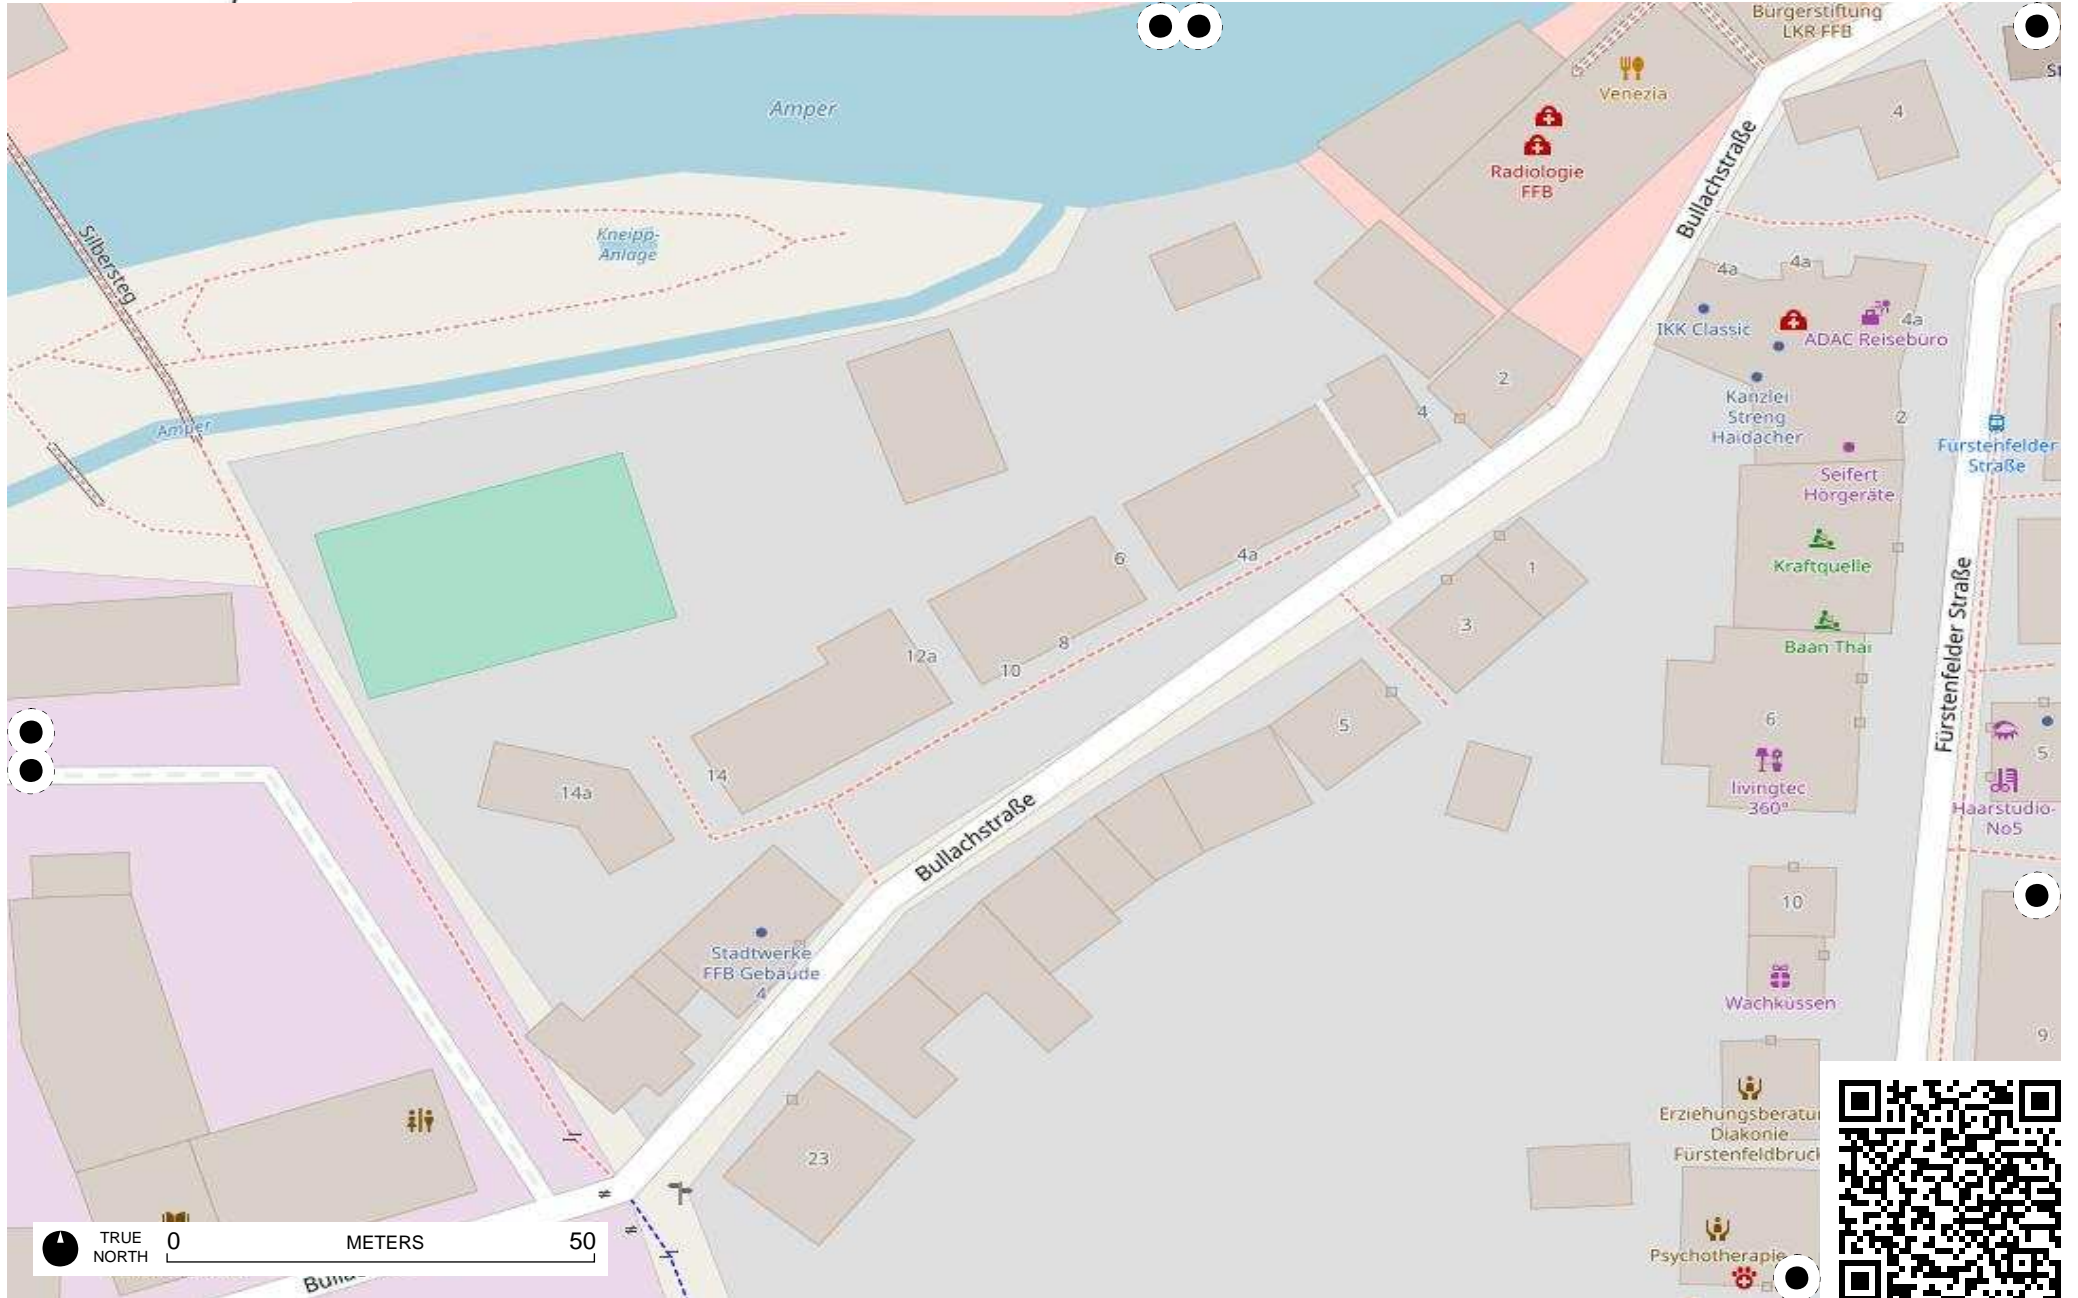 Bürgerstiftung
LKR FFB
St
Venezia
Amper
4
Radiologie
FFB
Bullachstraße
Silbersteg
Kneipp-
Anlage
4a
4a
4a
IKK Classic
ADAC Reisebüro
2
4
Kanzlei
Streng
Haidacher
2
Amper
Fürstenfelder
Straße
Seifert
Hörgeräte
6
4a
1
Kraftquelle
3
8
10
12a
Baan Thai
Fürstenfelder Straße
5
6
14
14a
livingtec
360°
5
Haarstudio-
No5
Bullachstraße
10
Stadtwerke
FFB Gebäude
4
Wachküssen
9
Erziehungsberatu
Diakonie
Fürstenfeldbruck
23
TRUE
NORTH
0
METERS
50
Psychotherapie